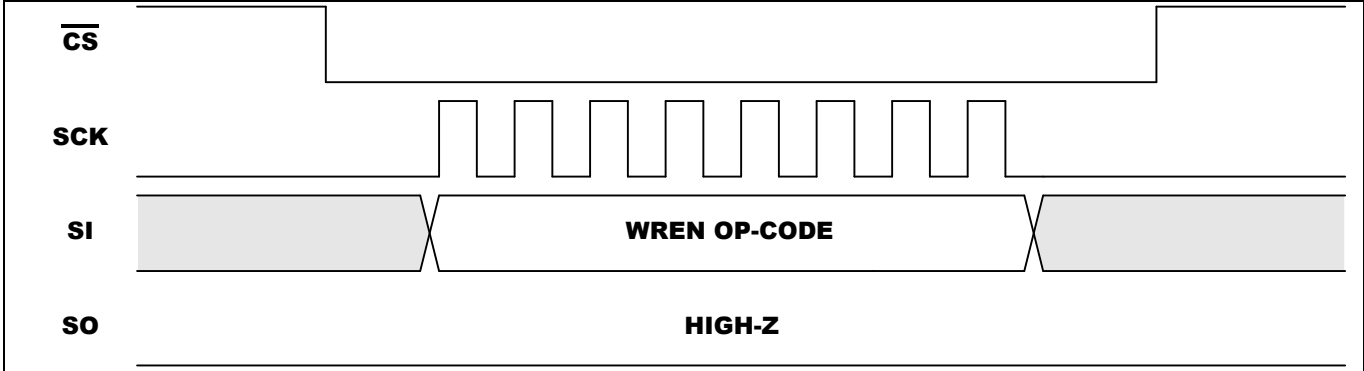 CS
SCK
SI
WREN OP-CODE
SO
HIGH-Z